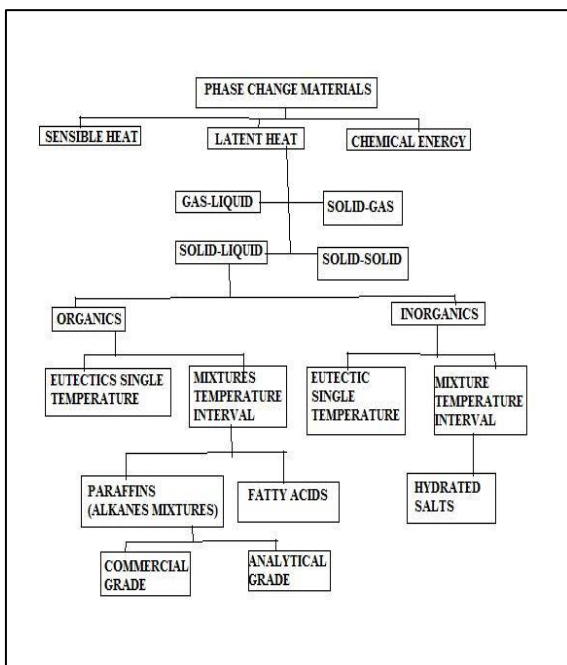 PHASE CHANGE MATERIALS
SENSIBLE HEAT
LATENT HEAT
CHEMICAL ENERGY
GAS-LIQUID
SOLID-GAS
SOLID-LIQUID
SOLID-SOLID
ORGANICS
INORGANICS
EUTECTICS SINGLE
TEMPERATURE
MIXTURES
TEMPERATURE
INTERVAL
EUTECTIC
SINGLE
TEMPERATURE
MIXTURE
TEMPERATURE
INTERVAL
PARAFFINS
(ALKANES MIXTURES)
FATTY ACIDS
HYDRATED
SALTS
COMMERCIAL
GRADE
ANALYTICAL
GRADE